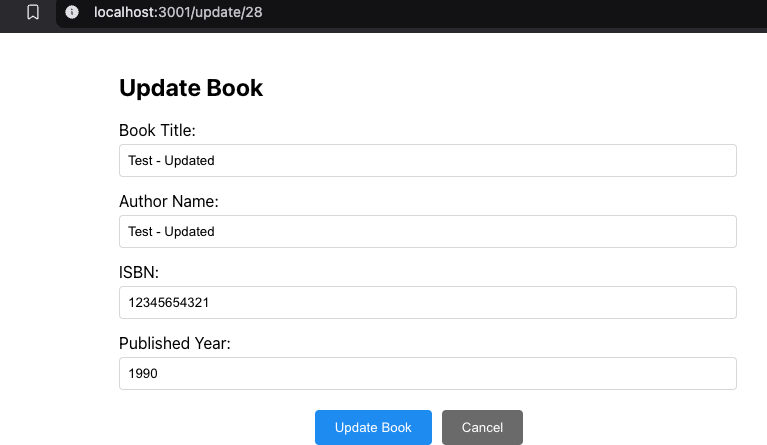 localhost:3001/update/28
Update Book
Book Title:
Test - Updated
Author Name:
Test - Updated
ISBN:
12345654321
Published Year:
1990
Update Book Cancel